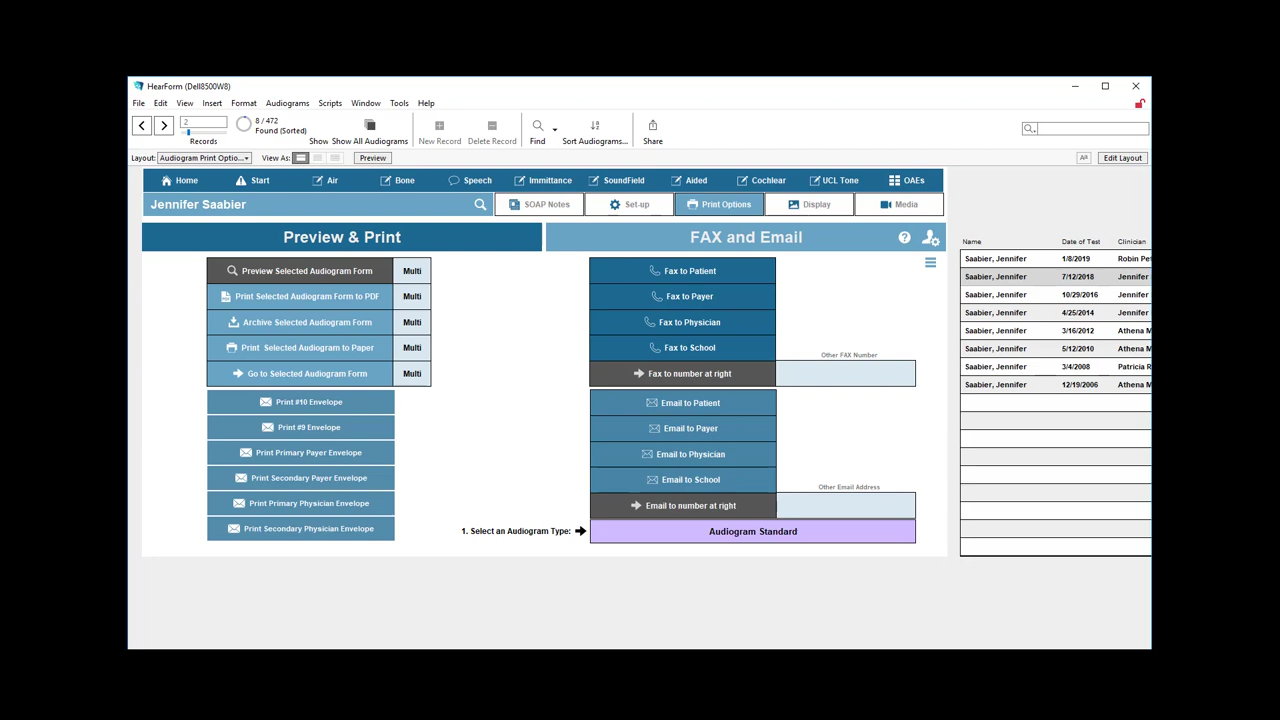 HearForm (Dell8500W8)
File Edit View Insert Format Audiograms Scripts Window Tools Help
2
8 / 472
Found (Sorted)
Records
Show Show All Audiograms New Record Delete Record Find Sort Audiograms... Share
Layout: Audiogram Print Optio... View As: Preview Aa Edit Layout
Home Start Air Bone Speech Immittance SoundField Aided Cochlear UCL Tone OAEs
Jennifer Saabier SOAP Notes Set-up Print Options Display Media
Preview & Print
FAX and Email
Preview Selected Audiogram Form Multi
Print Selected Audiogram Form to PDF Multi
Archive Selected Audiogram Form Multi
Print Selected Audiogram to Paper Multi
Go to Selected Audiogram Form Multi
Print #10 Envelope
Print #9 Envelope
Print Primary Payer Envelope
Print Secondary Payer Envelope
Print Primary Physician Envelope
Print Secondary Physician Envelope
Fax to Patient
Fax to Payer
Fax to Physician
Fax to School
Other FAX Number
Fax to number at right
Email to Patient
Email to Payer
Email to Physician
Email to School
Other Email Address
Email to number at right
1. Select an Audiogram Type: Audiogram Standard
Name Date of Test Clinician
Saabier, Jennifer 1/8/2019 Robin Pe
Saabier, Jennifer 7/12/2018 Jennifer
Saabier, Jennifer 10/29/2016 Jennifer
Saabier, Jennifer 4/25/2014 Jennifer
Saabier, Jennifer 3/16/2012 Athena M
Saabier, Jennifer 5/12/2010 Athena M
Saabier, Jennifer 3/4/2008 Patricia R
Saabier, Jennifer 12/19/2006 Athena M